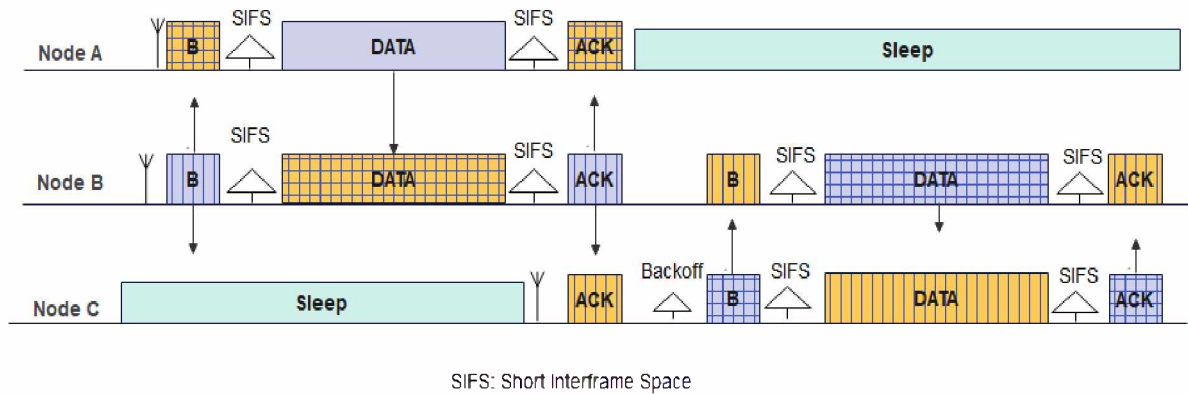 SIFS SIFS
Node A B DATA ACK Sleep
SIFS SIFS SIFS SIFS
Node B B DATA ACK B DATA ACK
Backoff SIFS SIFS
Node C Sleep ACK B DATA ACK
SIFS: Short Interframe Space